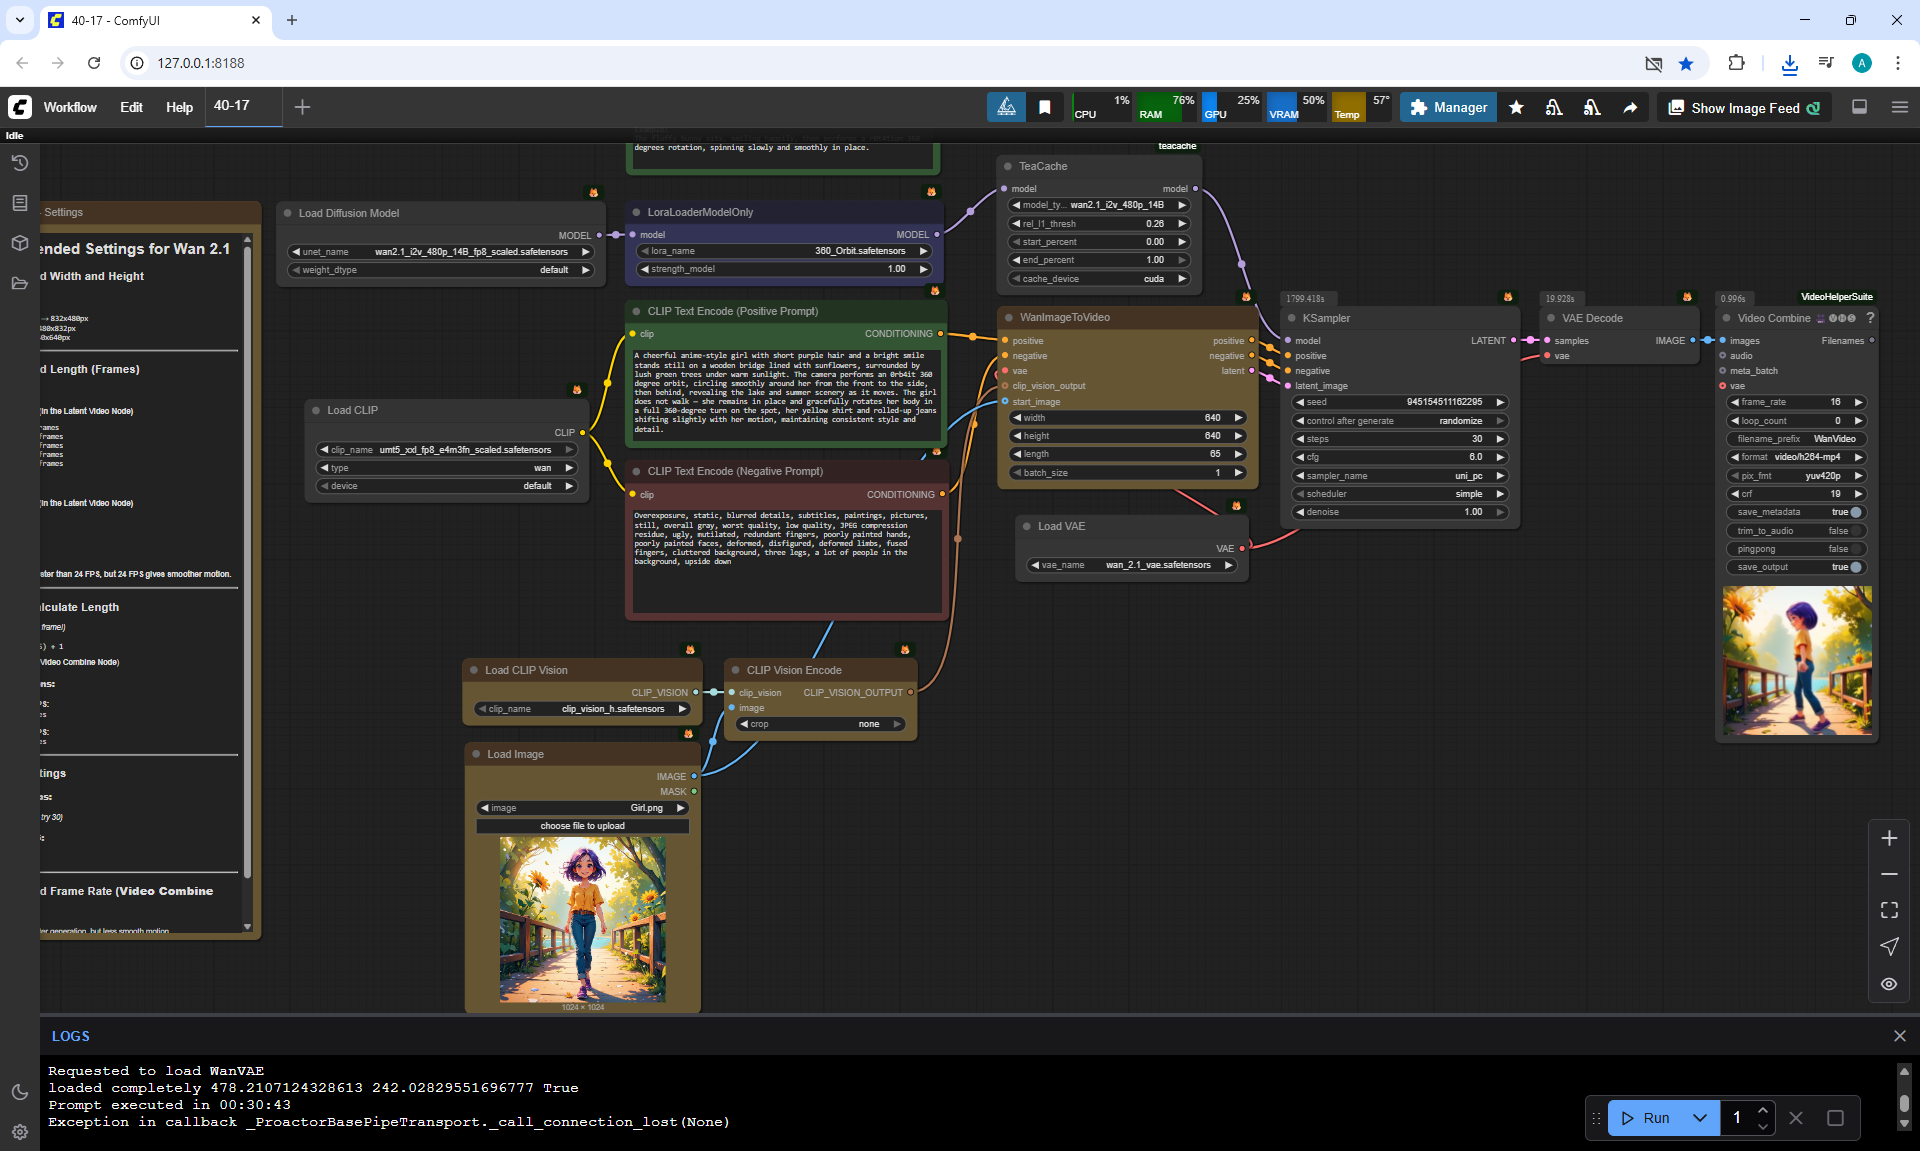 40-17 - ComfyUI
127.0.0.1:8188
A
Workflow
Edit
Help
40-17
CPU
1%
RAM
76%
GPU
25%
VRAM
50%
Temp
57°
Manager
Show Image Feed
Idle
degrees rotation, spinning slowly and smoothly in place.
Settings
ended Settings for Wan 2.1
d Width and Height
→ 832x480px
480x832px
d Length (Frames)
(in the Latent Video Node)
frames
frames
frames
(in the Latent Video Node)
ster than 24 FPS, but 24 FPS gives smoother motion.
lculate Length
frame!)
) + 1
Video Combine Node)
ns:
tings
try 30)
d Frame Rate (Video Combine
er generation, but less smooth motion
Load Diffusion Model
MODEL
unet_name
wan2.1_i2v_480p_14B_fp8_scaled.safetensors
weight_dtype
default
LoraLoaderModelOnly
model
MODEL
lora_name
360_Orbit.safetensors
strength_model
1.00
teacache
TeaCache
model
model
model_ty...
wan2.1_i2v_480p_14B
rel_l1_thresh
0.26
start_percent
0.00
end_percent
1.00
cache_device
cuda
Load CLIP
CLIP
clip_name
umt5_xxl_fp8_e4m3fn_scaled.safetensors
type
wan
device
default
CLIP Text Encode (Positive Prompt)
clip
CONDITIONING
A cheerful anime-style girl with short purple hair and a bright smile
stands still on a wooden bridge lined with sunflowers, surrounded by
lush green trees under warm sunlight. The camera performs an 0rb4it 360
degree orbit, circling smoothly around her from the front to the side,
then behind, revealing the lake and summer scenery as it moves. The girl
does not walk — she remains in place and gracefully rotates her body in
a full 360-degree turn on the spot, her yellow shirt and rolled-up jeans
shifting slightly with her motion, maintaining consistent style and
detail.
CLIP Text Encode (Negative Prompt)
clip
CONDITIONING
Overexposure, static, blurred details, subtitles, paintings, pictures,
still, overall gray, worst quality, low quality, JPEG compression
residue, ugly, mutilated, redundant fingers, poorly painted hands,
poorly painted faces, deformed, disfigured, deformed limbs, fused
fingers, cluttered background, three legs, a lot of people in the
background, upside down
WanImageToVideo
positive
positive
negative
negative
vae
latent
clip_vision_output
start_image
width
640
height
640
length
65
batch_size
1
Load VAE
VAE
vae_name
wan_2.1_vae.safetensors
1799.418s
KSampler
model
LATENT
positive
negative
latent_image
seed
945154511162295
control after generate
randomize
steps
30
cfg
6.0
sampler_name
uni_pc
scheduler
simple
denoise
1.00
19.928s
VAE Decode
samples
IMAGE
vae
0.996s
VideoHelperSuite
Video Combine
?
images
Filenames
audio
meta_batch
vae
frame_rate
16
loop_count
0
filename_prefix
WanVideo
format
video/h264-mp4
pix_fmt
yuv420p
crf
19
save_metadata
true
trim_to_audio
false
pingpong
false
save_output
true
Load CLIP Vision
CLIP_VISION
clip_name
clip_vision_h.safetensors
CLIP Vision Encode
clip_vision
CLIP_VISION_OUTPUT
image
crop
none
Load Image
IMAGE
MASK
image
Girl.png
choose file to upload
1024 × 1024
LOGS
Requested to load WanVAE
loaded completely 478.2107124328613 242.02829551696777 True
Prompt executed in 00:30:43
Exception in callback _ProactorBasePipeTransport._call_connection_lost(None)
Run
1